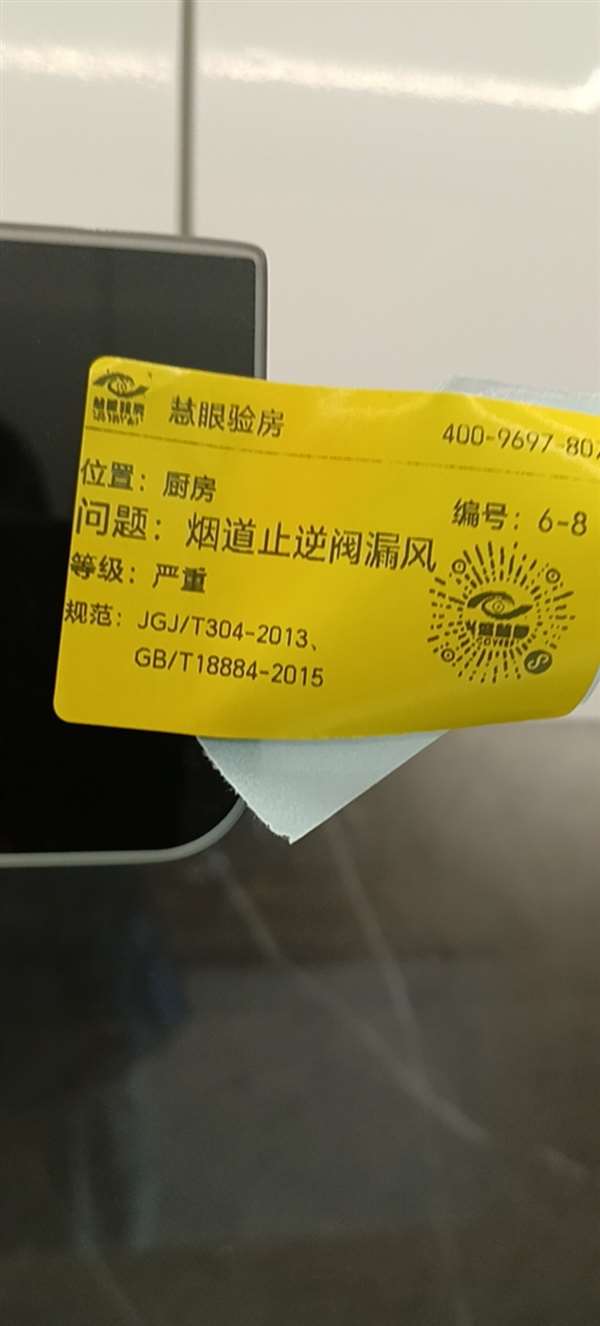 慧眼验房
400-9697-807
位置：厨房
编号：6-8
问题：烟道止逆阀漏风
等级：严重
规范：JGJ/T304-2013、
GB/T18884-2015